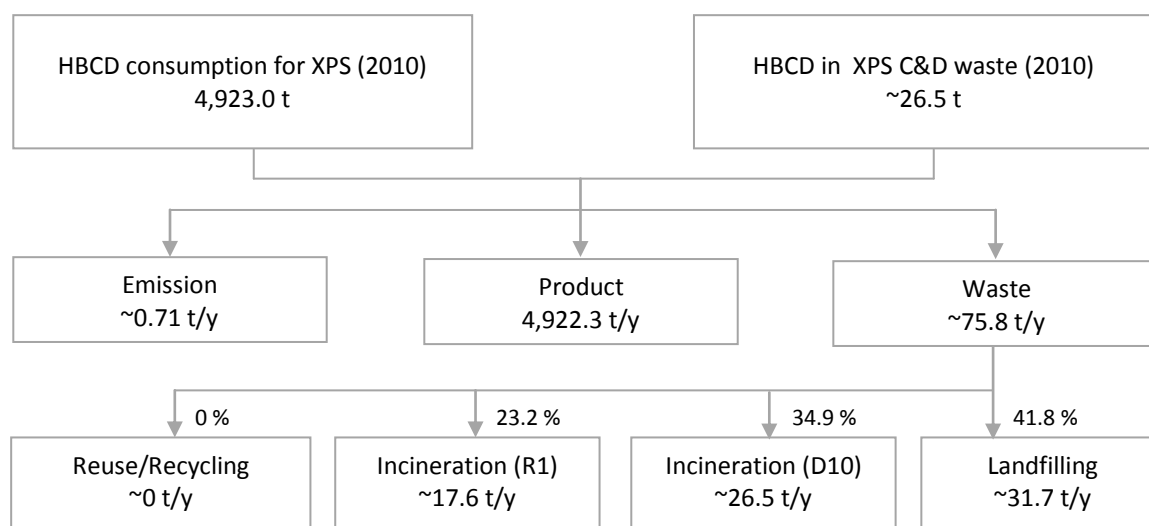 HBCD consumption for XPS (2010)
4,923.0 t
HBCD in XPS C&D waste (2010)
~26.5 t
Emission
~0.71 t/y
Product
4,922.3 t/y
Waste
~75.8 t/y
0 %
23.2 %
34.9 %
41.8 %
Reuse/Recycling
~0 t/y
Incineration (R1)
~17.6 t/y
Incineration (D10)
~26.5 t/y
Landfilling
~31.7 t/y